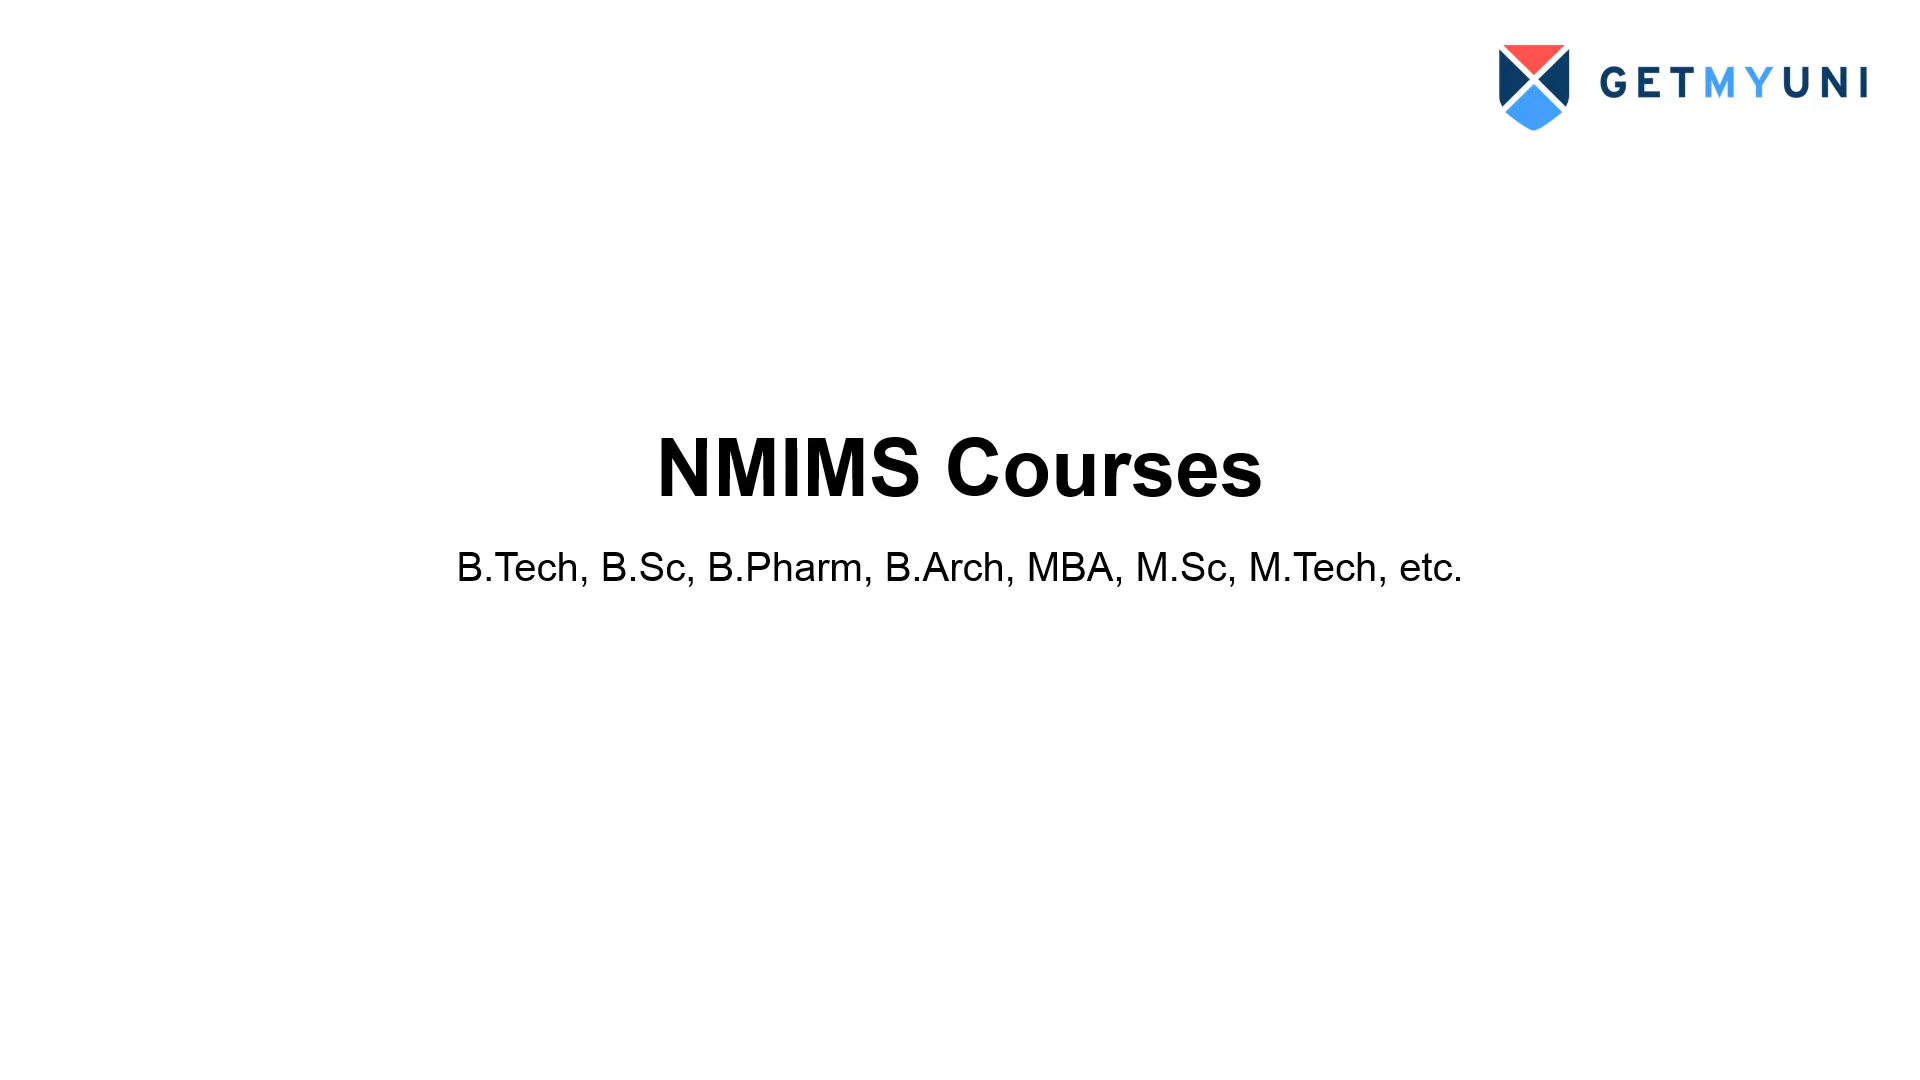 GETMYUNI
NMIMS Courses
B.Tech, B.Sc, B.Pharm, B.Arch, MBA, M.Sc, M.Tech, etc.